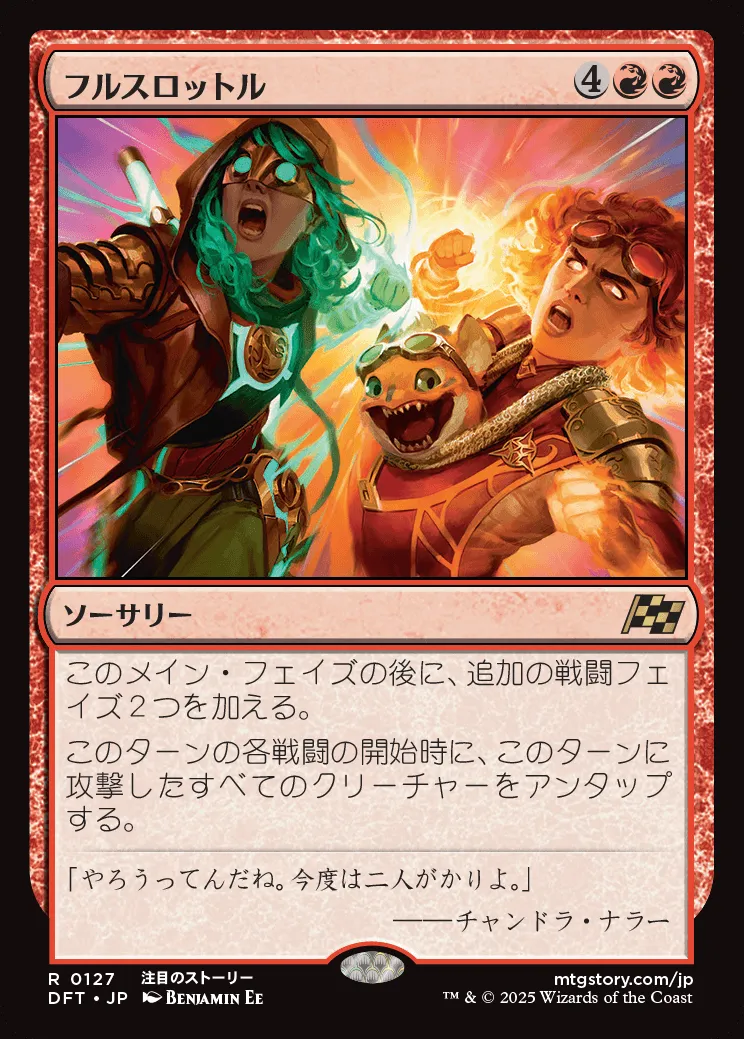 フルスロットル 4
ソーサリー
このメイン・フェイズの後に、追加の戦闘フェ
イズ2つを加える。
このターンの各戦闘の開始時に、このターンに
攻撃したすべてのクリーチャーをアンタップ
する。
「やろうってんだね。今度は二人がかりよ。」
――チャンドラ・ナラー
R 0127 注目のストーリー mtgstory.com/jp
DFT • JP Benjamin Ee ™ & © 2025 Wizards of the Coast